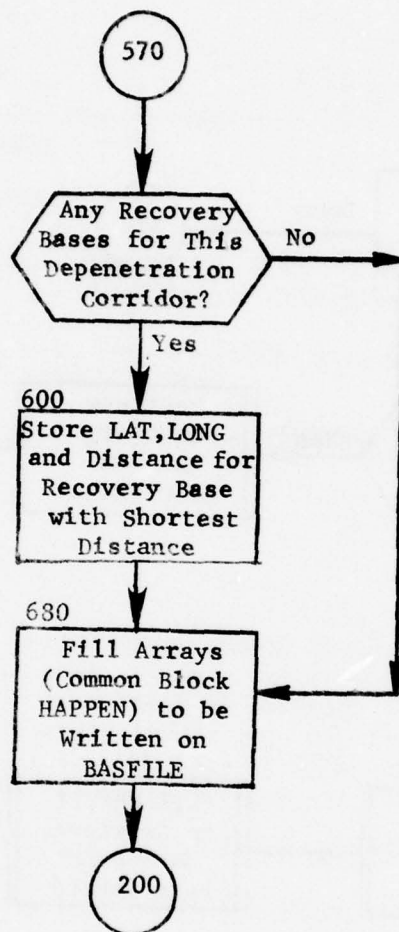 570
Any Recovery
Bases for This
Depenetration
Corridor?
No
Yes
600
Store LAT,LONG
and Distance for
Recovery Base
with Shortest
Distance
680
Fill Arrays
(Common Block
HAPPEN) to be
Written on
BASFILE
200